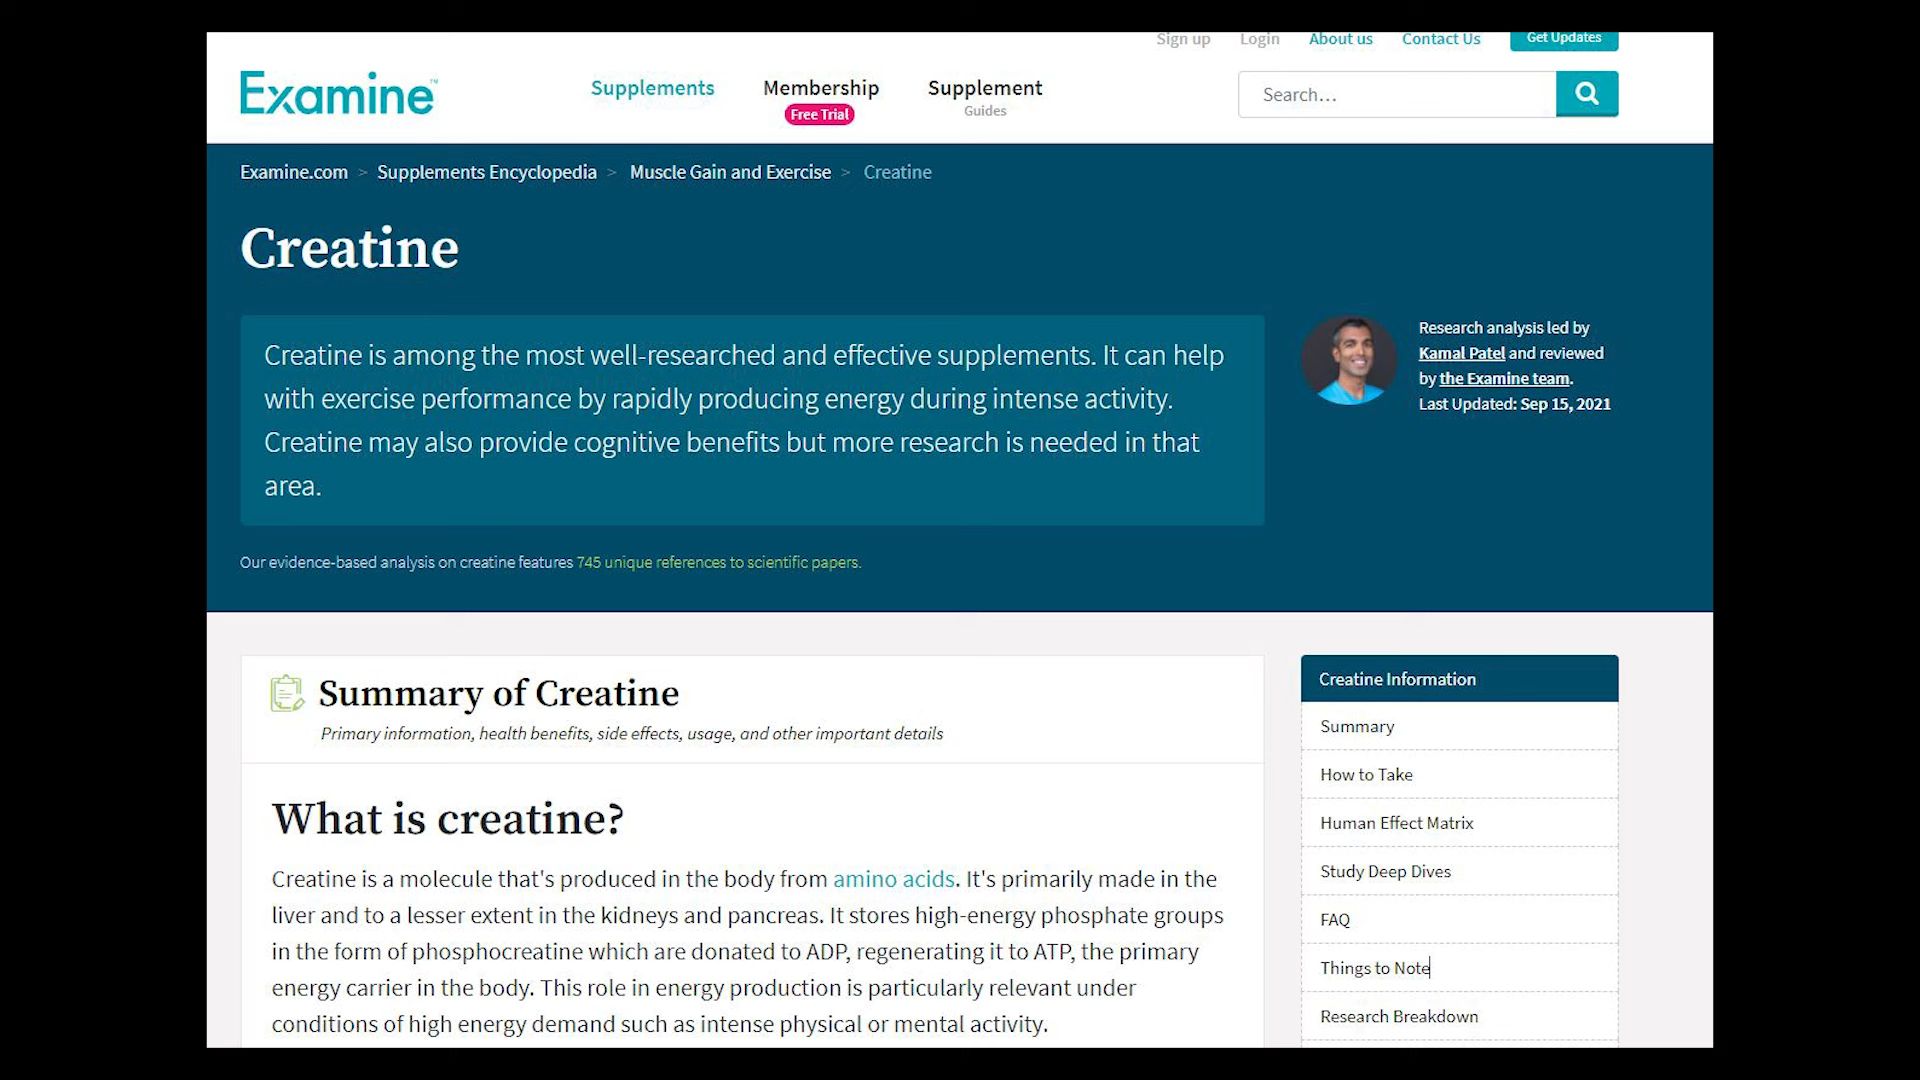 Sign up Login About us Contact Us Get Updates
Examine™
Supplements Membership Supplement
Free Trial Guides
Search...
Examine.com > Supplements Encyclopedia > Muscle Gain and Exercise > Creatine
Creatine
Creatine is among the most well-researched and effective supplements. It can help
with exercise performance by rapidly producing energy during intense activity.
Creatine may also provide cognitive benefits but more research is needed in that
area.
Research analysis led by
Kamal Patel and reviewed
by the Examine team.
Last Updated: Sep 15, 2021
Our evidence-based analysis on creatine features 745 unique references to scientific papers.
Summary of Creatine
Primary information, health benefits, side effects, usage, and other important details
What is creatine?
Creatine is a molecule that's produced in the body from amino acids. It's primarily made in the
liver and to a lesser extent in the kidneys and pancreas. It stores high-energy phosphate groups
in the form of phosphocreatine which are donated to ADP, regenerating it to ATP, the primary
energy carrier in the body. This role in energy production is particularly relevant under
conditions of high energy demand such as intense physical or mental activity.
Creatine Information
Summary
How to Take
Human Effect Matrix
Study Deep Dives
FAQ
Things to Note
Research Breakdown